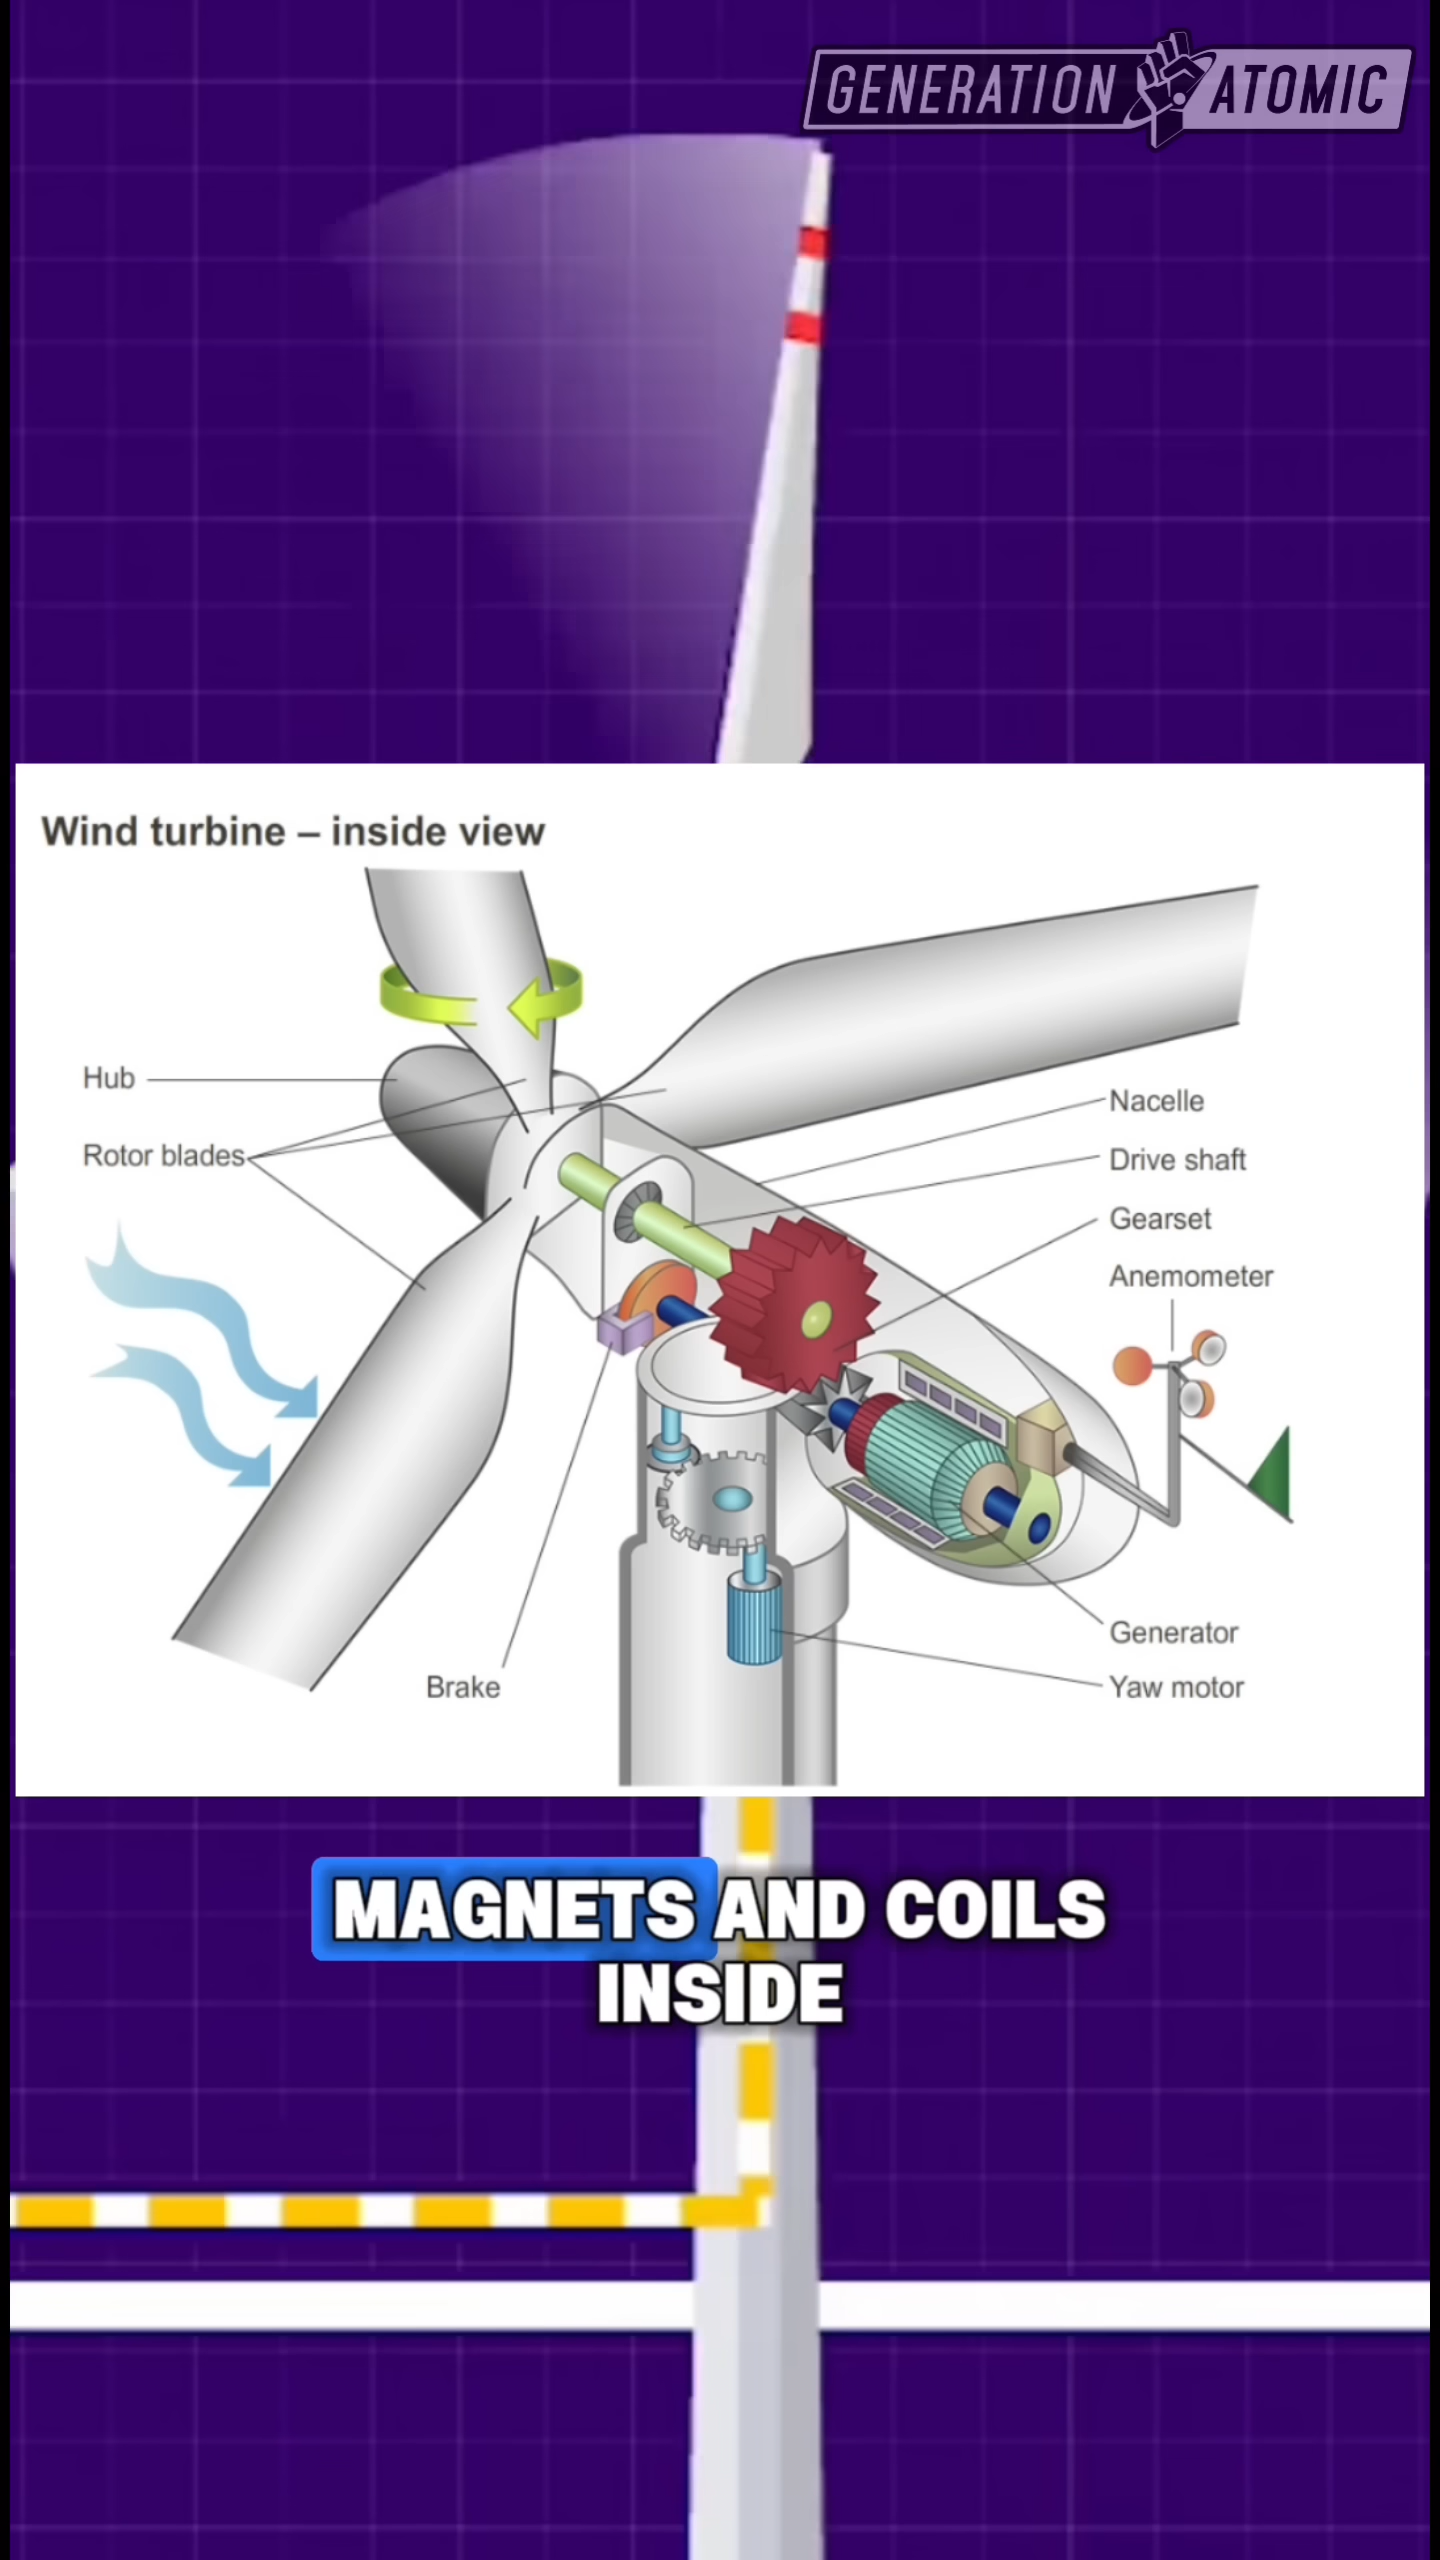 GENERATION ATOMIC
Wind turbine – inside view
Hub
Rotor blades
Nacelle
Drive shaft
Gearset
Anemometer
Generator
Yaw motor
Brake
MAGNETS AND COILS
INSIDE